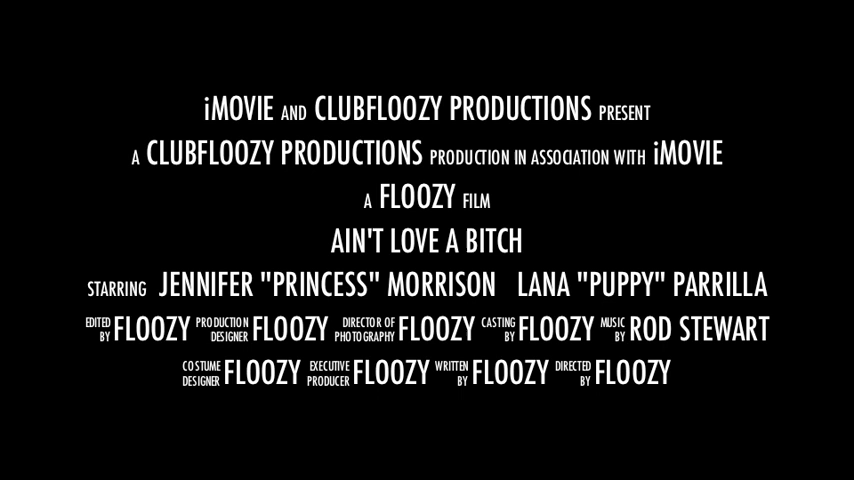 iMOVIE AND CLUBFLOOZY PRODUCTIONS PRESENT
A CLUBFLOOZY PRODUCTIONS PRODUCTION IN ASSOCIATION WITH iMOVIE
A FLOOZY FILM
AIN'T LOVE A BITCH
STARRING JENNIFER "PRINCESS" MORRISON LANA "PUPPY" PARRILLA
EDITED BY FLOOZY PRODUCTION DESIGNER FLOOZY DIRECTOR OF PHOTOGRAPHY FLOOZY CASTING BY FLOOZY MUSIC BY ROD STEWART
COSTUME DESIGNER FLOOZY EXECUTIVE PRODUCER FLOOZY WRITTEN BY FLOOZY DIRECTED BY FLOOZY